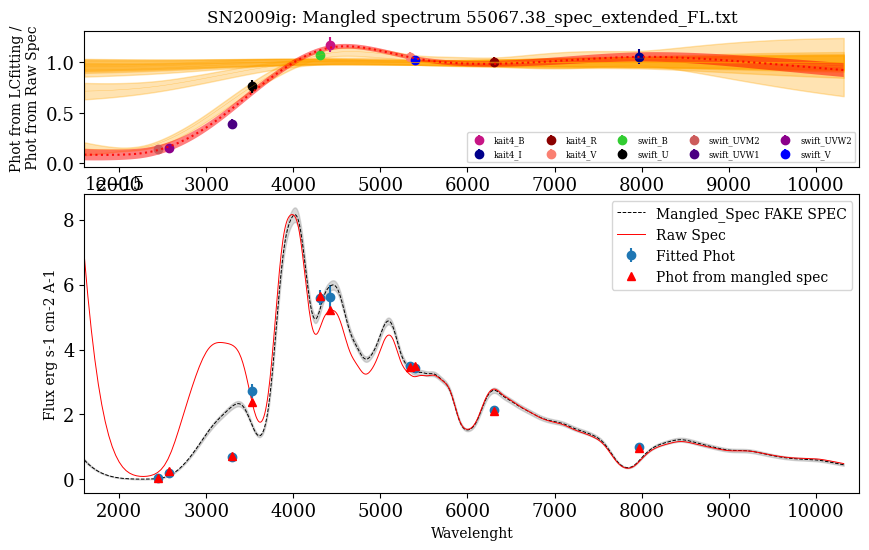 SN2009ig: Mangled spectrum 55067.38_spec_extended_FL.txt
Phot from LCfitting /
Phot from Raw Spec
1.0
0.5
0.0
kait4_B kait4_R swift_B swift_UVM2 swift_UVW2
kait4_I kait4_V swift_U swift_UVW1 swift_V
2000 3000 4000 5000 6000 7000 8000 9000 10000
1e−15
Flux erg s-1 cm-2 A-1
8
6
4
2
0
Mangled_Spec FAKE SPEC
Raw Spec
Fitted Phot
Phot from mangled spec
2000 3000 4000 5000 6000 7000 8000 9000 10000
Wavelenght